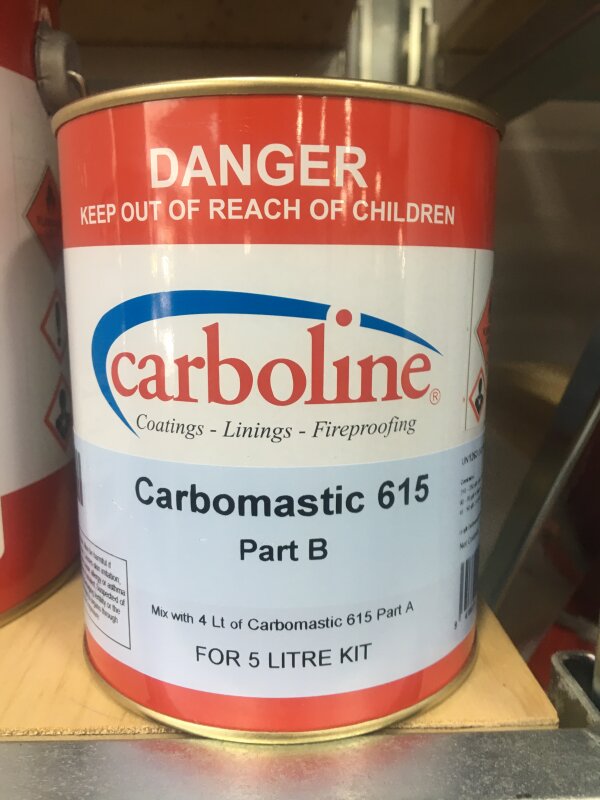 DANGER
KEEP OUT OF REACH OF CHILDREN
carboline®
Coatings - Linings - Fireproofing
Carbomastic 615
Part B
Mix with 4 Lt of Carbomastic 615 Part A
FOR 5 LITRE KIT